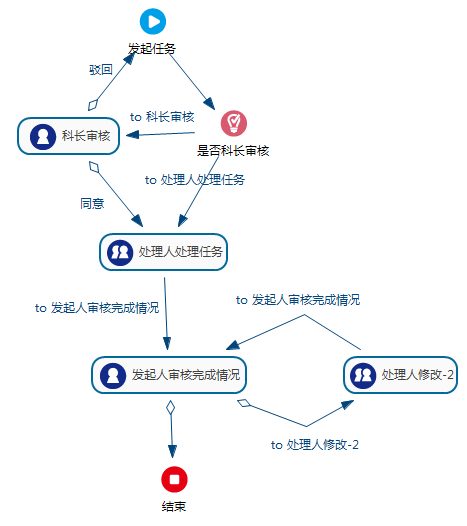 发起任务
驳回
to 科长审核
科长审核
是否科长审核
to 处理人处理任务
同意
处理人处理任务
to 发起人审核完成情况
to 发起人审核完成情况
发起人审核完成情况
处理人修改-2
to 处理人修改-2
结束